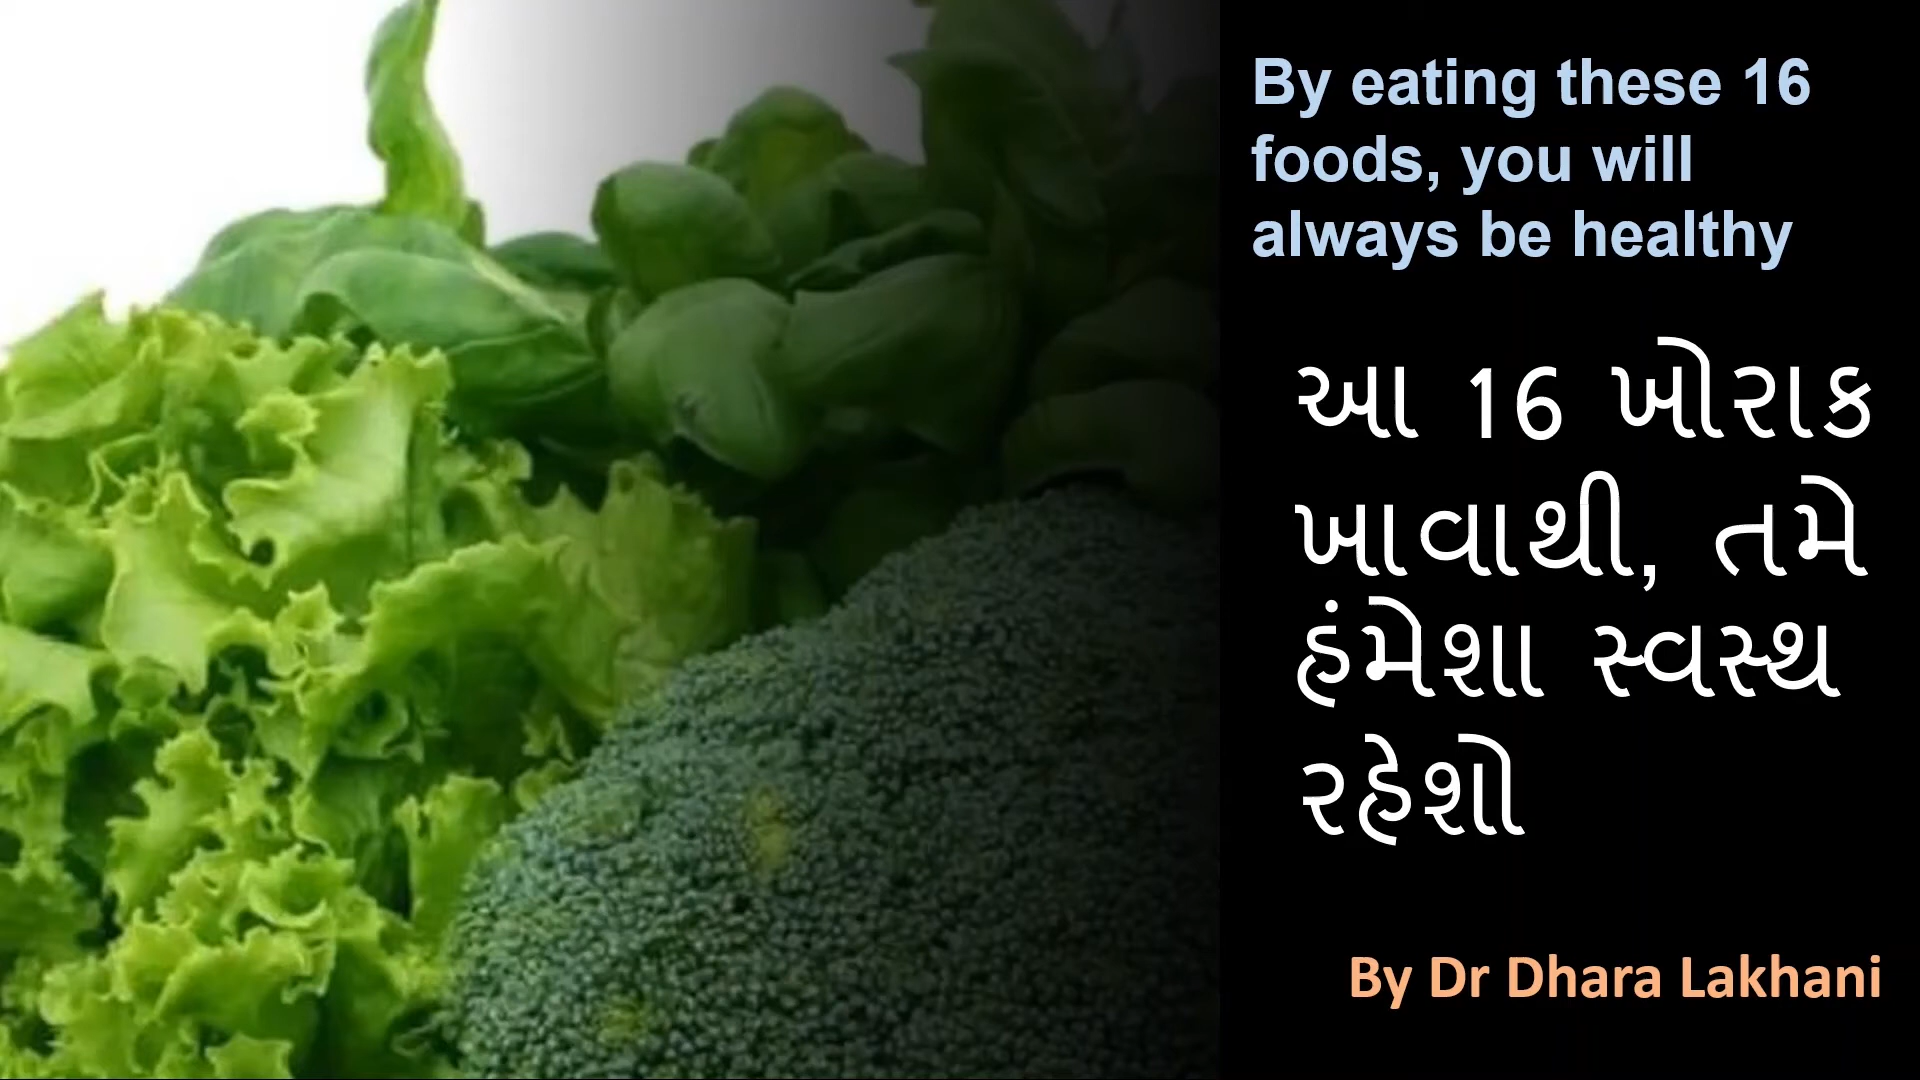 By eating these 16
foods, you will
always be healthy
આ 16 ખોરાક
ખાવાથી, તમે
હંમેશા સ્વસ્થ
રહેશો
By Dr Dhara Lakhani